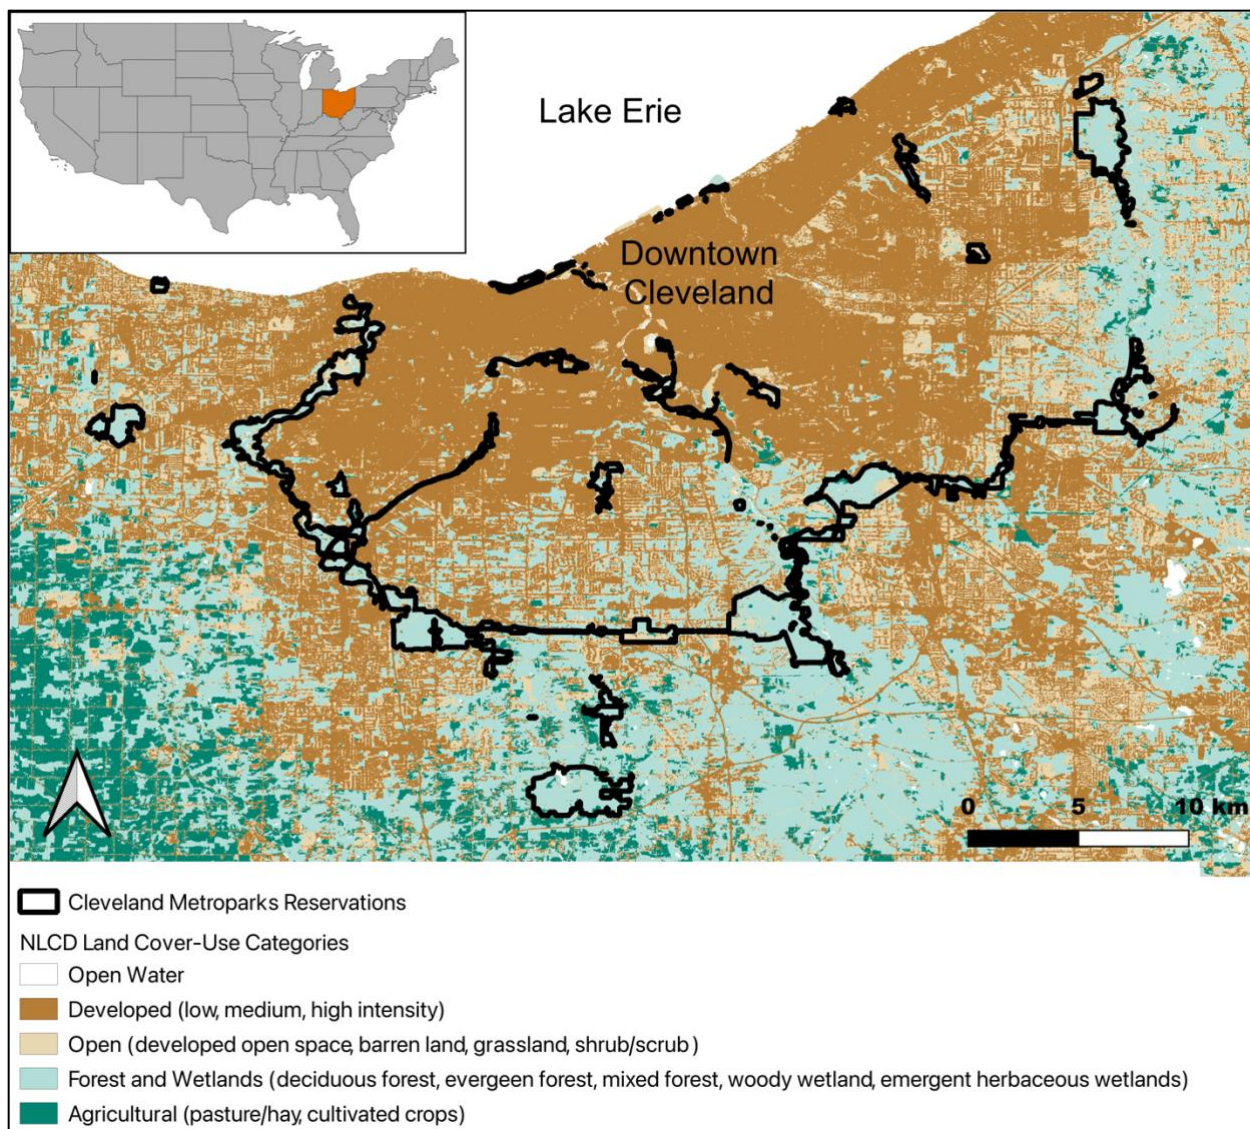 Lake Erie
Downtown
Cleveland
0 5 10 km
Cleveland Metroparks Reservations
NLCD Land Cover-Use Categories
Open Water
Developed (low, medium, high intensity)
Open (developed open space, barren land, grassland, shrub/scrub)
Forest and Wetlands (deciduous forest, evergeen forest, mixed forest, woody wetland, emergent herbaceous wetlands)
Agricultural (pasture/hay, cultivated crops)